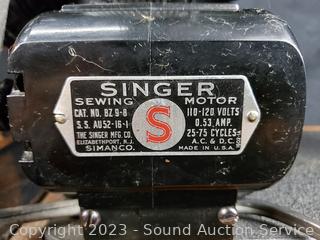 SINGER
SEWING MOTOR
CAT. NO. BZ 9-8 110-120 VOLTS
S.S. AU52-16-1 0.53 AMP.
THE SINGER MFG. CO. 25-75 CYCLES
ELIZABETHPORT, N.J. A.C. & D.C.
SIMANCO. MADE IN U.S.A.
S
Copyright 2023 - Sound Auction Service